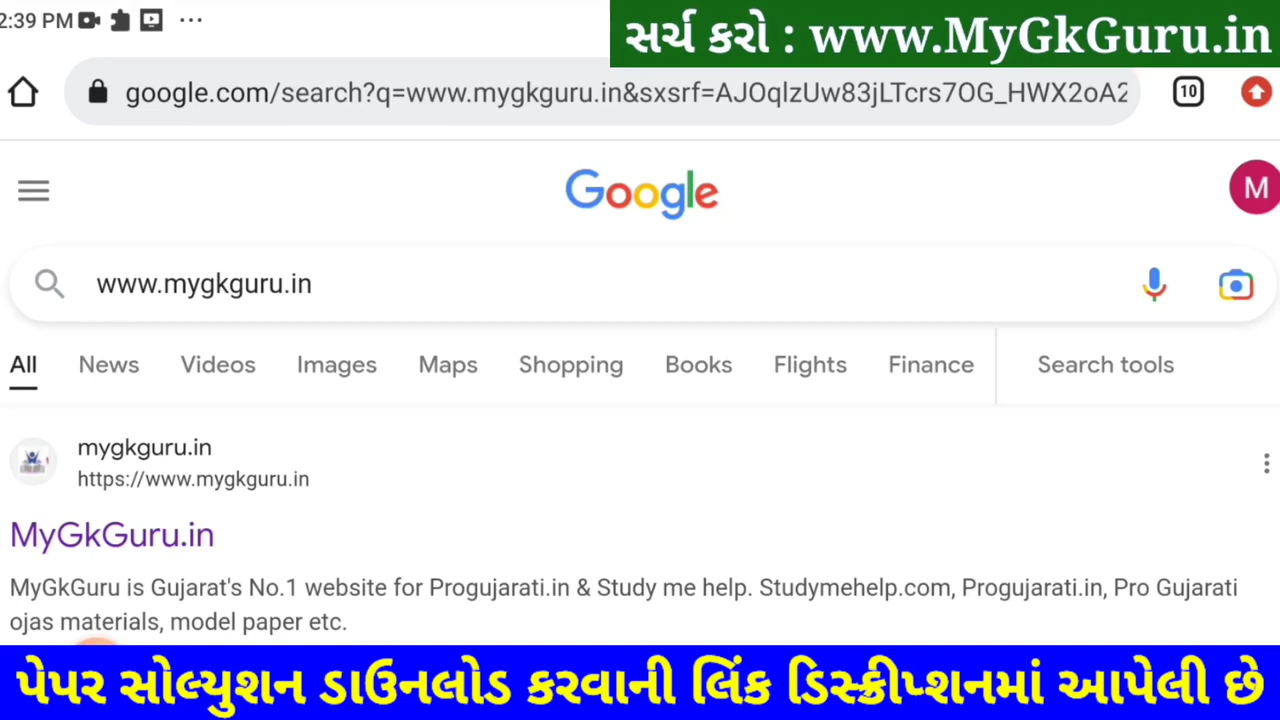 2:39 PM
સર્ચ કરો : www.MyGkGuru.in
google.com/search?q=www.mygkguru.in&sxsrf=AJOqlzUw83jLTcrs7OG_HWX2oA2
10
Google
M
www.mygkguru.in
All News Videos Images Maps Shopping Books Flights Finance Search tools
mygkguru.in
https://www.mygkguru.in
MyGkGuru.in
MyGkGuru is Gujarat's No.1 website for Progujarati.in & Study me help. Studymehelp.com, Progujarati.in, Pro Gujarati
ojas materials, model paper etc.
પેપર સોલ્યુશન ડાઉનલોડ કરવાની લિંક ડિસ્ક્રીપ્શનમાં આપેલી છે